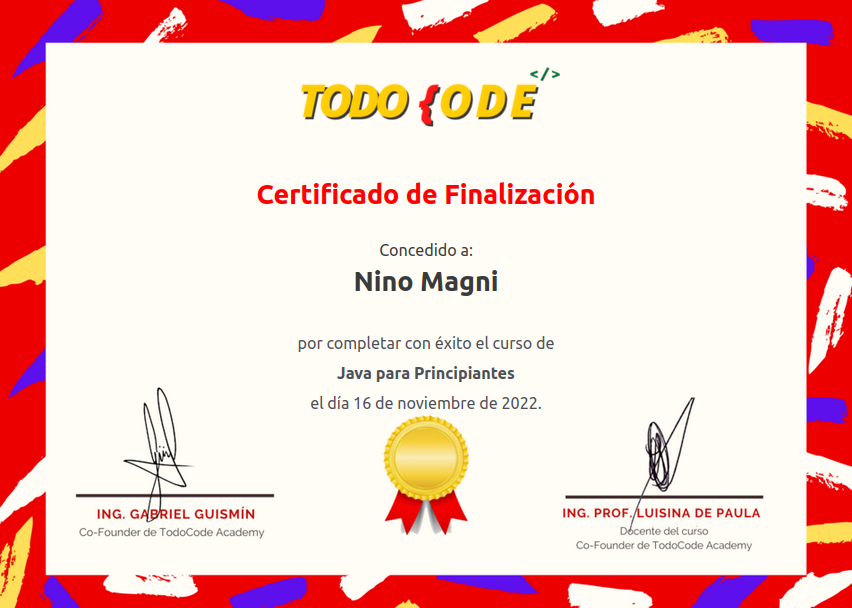 </>
TODO {ODE
Certificado de Finalización
Concedido a:
Nino Magni
por completar con éxito el curso de
Java para Principiantes
el día 16 de noviembre de 2022.
ING. GABRIEL GUISMÍN
Co-Founder de TodoCode Academy
ING. PROF. LUISINA DE PAULA
Docente del curso
Co-Founder de TodoCode Academy